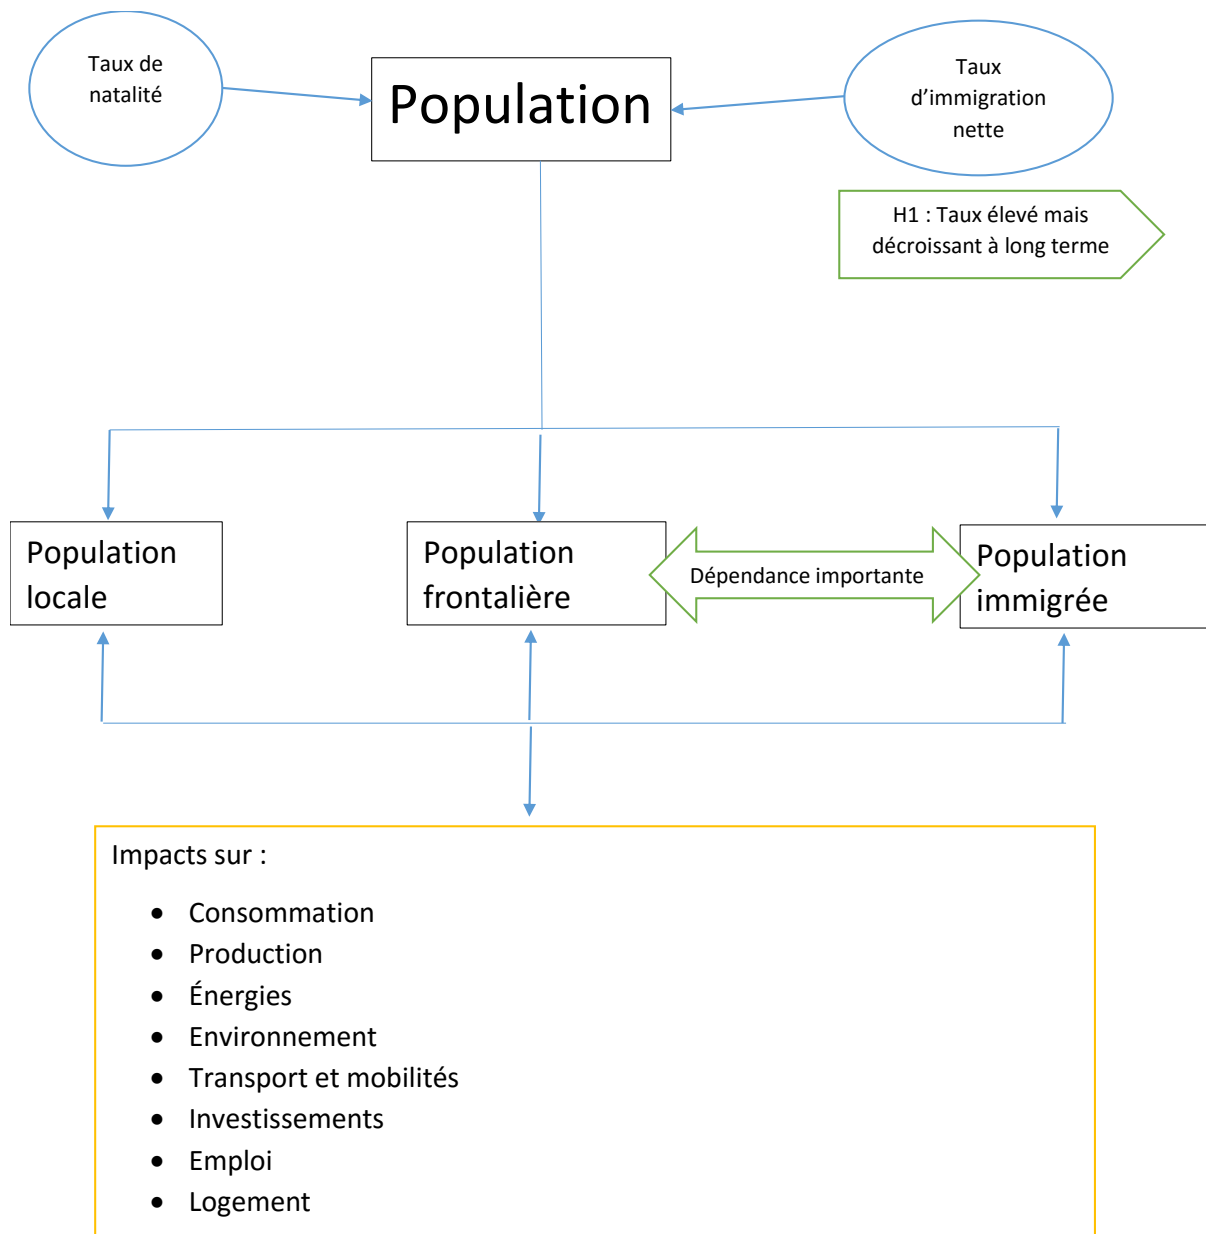 Taux de
natalité
Population
Taux
d'immigration
nette
H1 : Taux élevé mais
décroissant à long terme
Population
locale
Population
frontalière
Dépendance importante
Population
immigrée
Impacts sur :
• Consommation
• Production
• Énergies
• Environnement
• Transport et mobilités
• Investissements
• Emploi
• Logement